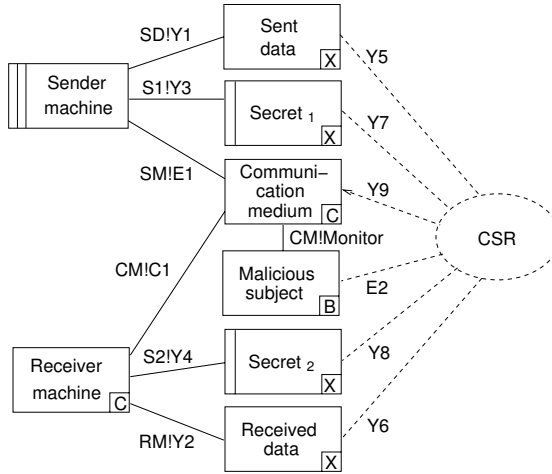 SD!Y1
Sent
data
X
Y5
Sender
machine
S1!Y3
Secret 1
X
Y7
SM!E1
Communi–
cation
medium
C
Y9
CSR
CM!Monitor
CM!C1
Malicious
subject
B
E2
Receiver
machine
C
S2!Y4
Secret 2
X
Y8
RM!Y2
Received
data
X
Y6